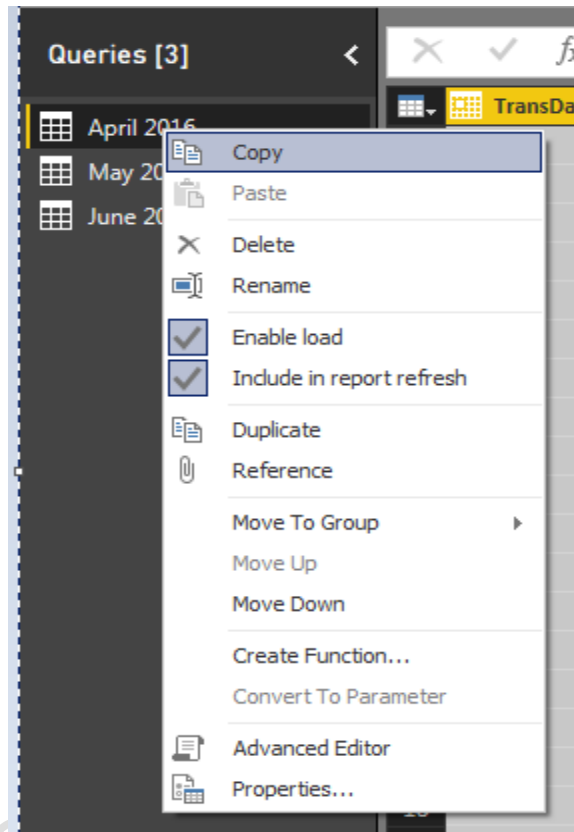 Queries [3]
TransDa
April 2016
May 20
June 20
Copy
Paste
Delete
Rename
Enable load
Include in report refresh
Duplicate
Reference
Move To Group
Move Up
Move Down
Create Function...
Convert To Parameter
Advanced Editor
Properties...